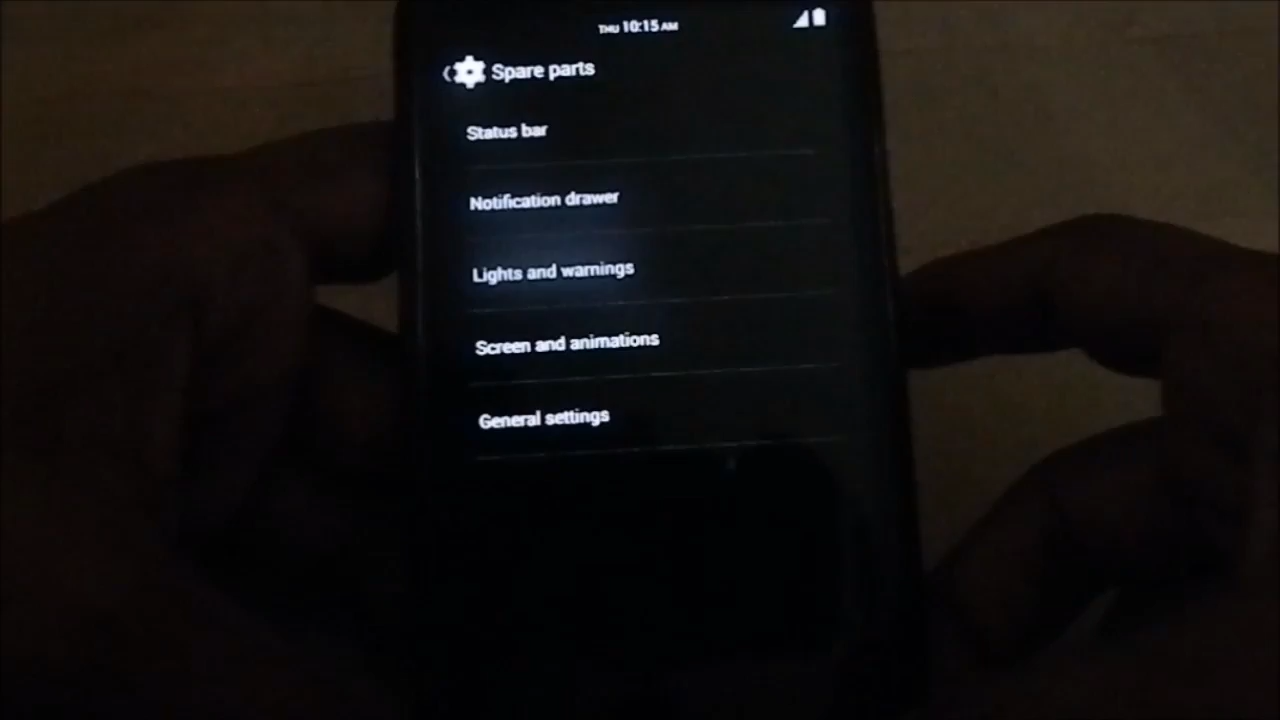 THU 10:15 AM
Spare parts
Status bar
Notification drawer
Lights and warnings
Screen and animations
General settings